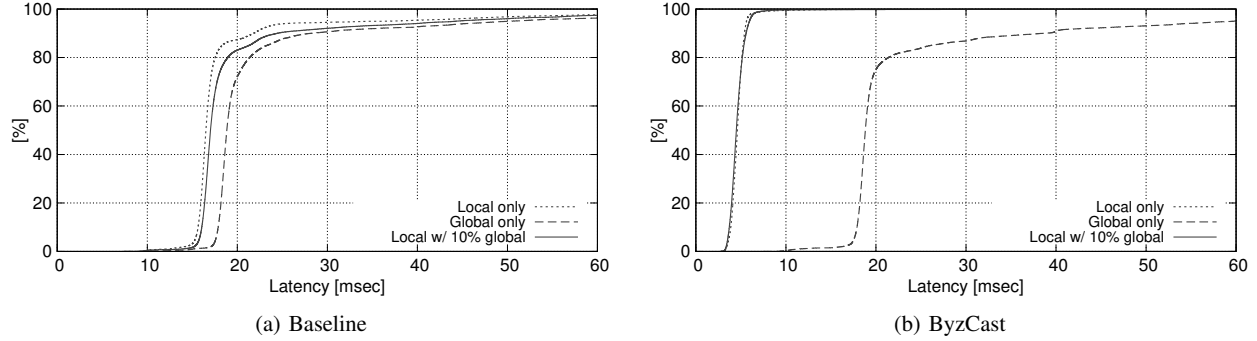 100
80
60
40
20
0
[%]
0 10 20 30 40 50 60
Latency [msec]
Local only
Global only
Local w/ 10% global
(a) Baseline
100
80
60
40
20
0
[%]
0 10 20 30 40 50 60
Latency [msec]
Local only
Global only
Local w/ 10% global
(b) ByzCast